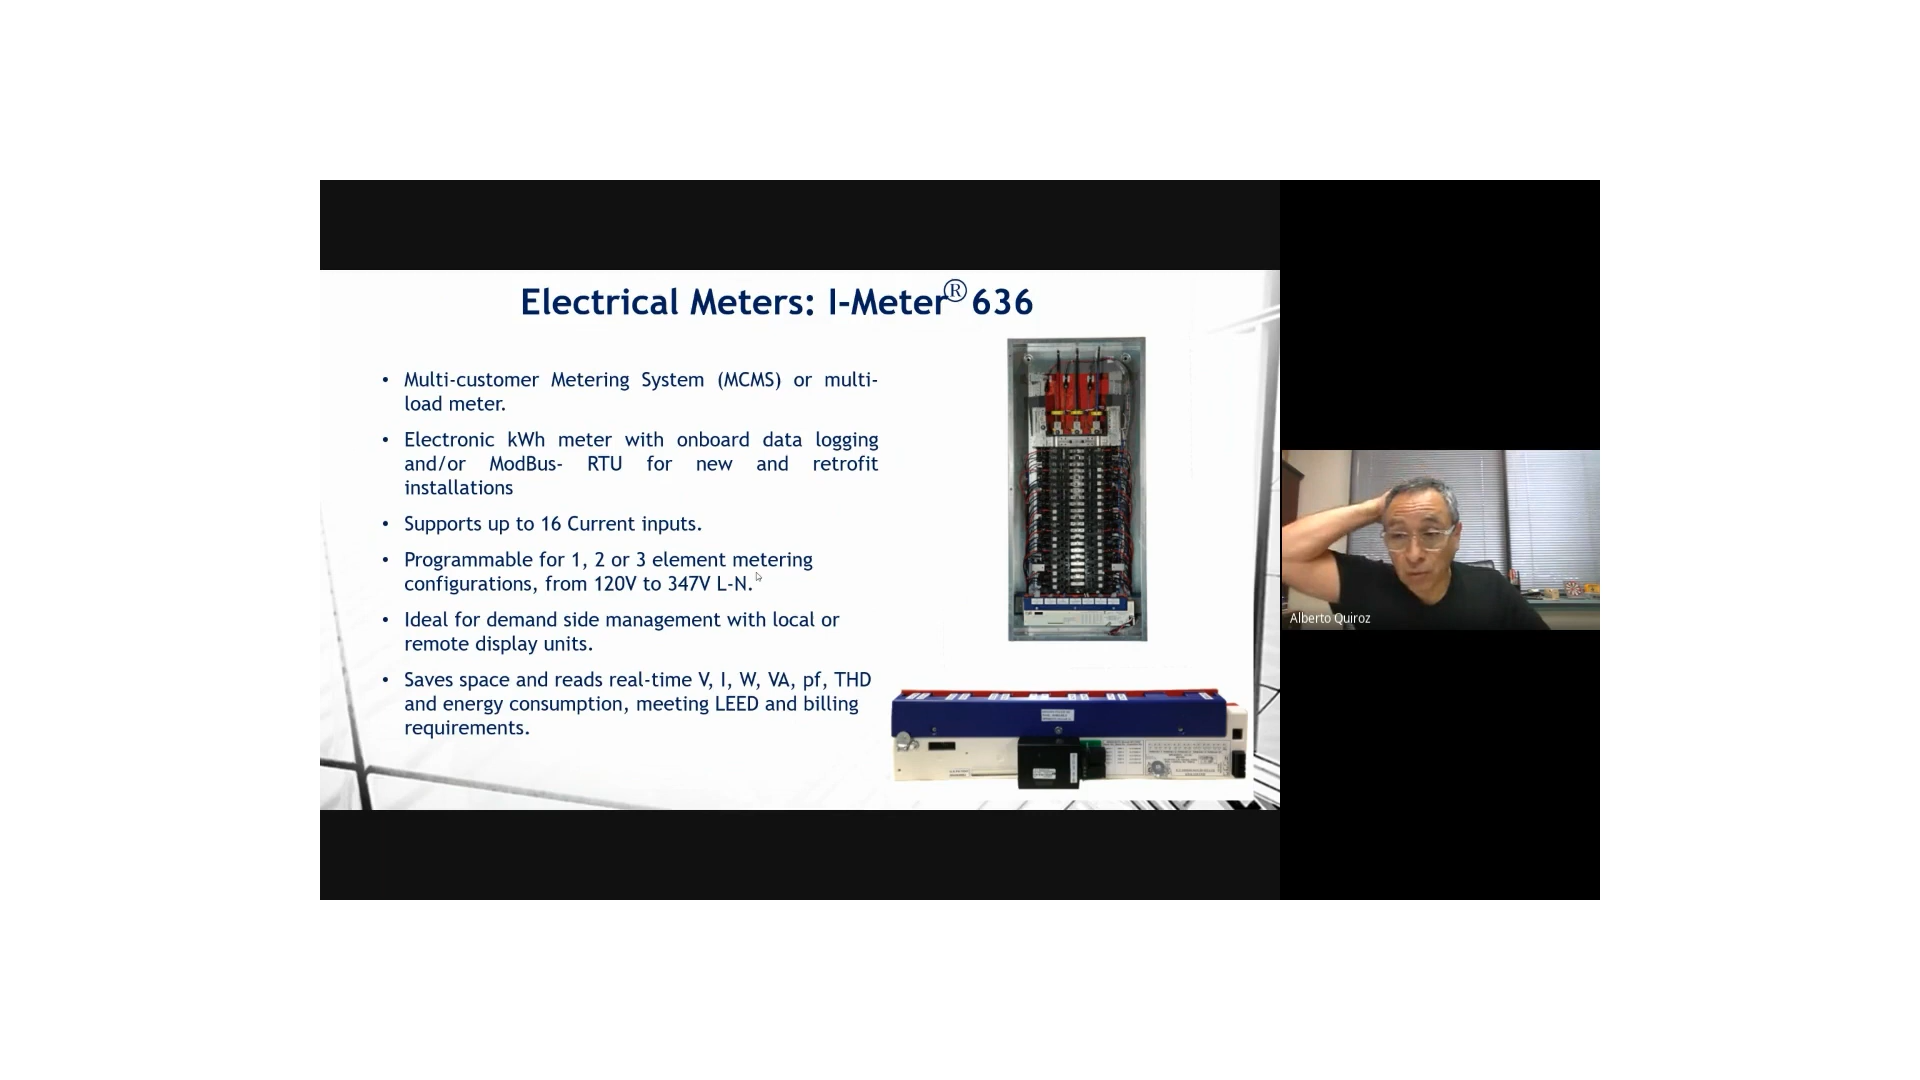 Electrical Meters: I-Meter® 636
• Multi-customer Metering System (MCMS) or multi-
load meter.
• Electronic kWh meter with onboard data logging
and/or ModBus- RTU for new and retrofit
installations
• Supports up to 16 Current inputs.
• Programmable for 1, 2 or 3 element metering
configurations, from 120V to 347V L-N.
• Ideal for demand side management with local or
remote display units.
• Saves space and reads real-time V, I, W, VA, pf, THD
and energy consumption, meeting LEED and billing
requirements.
Alberto Quiroz